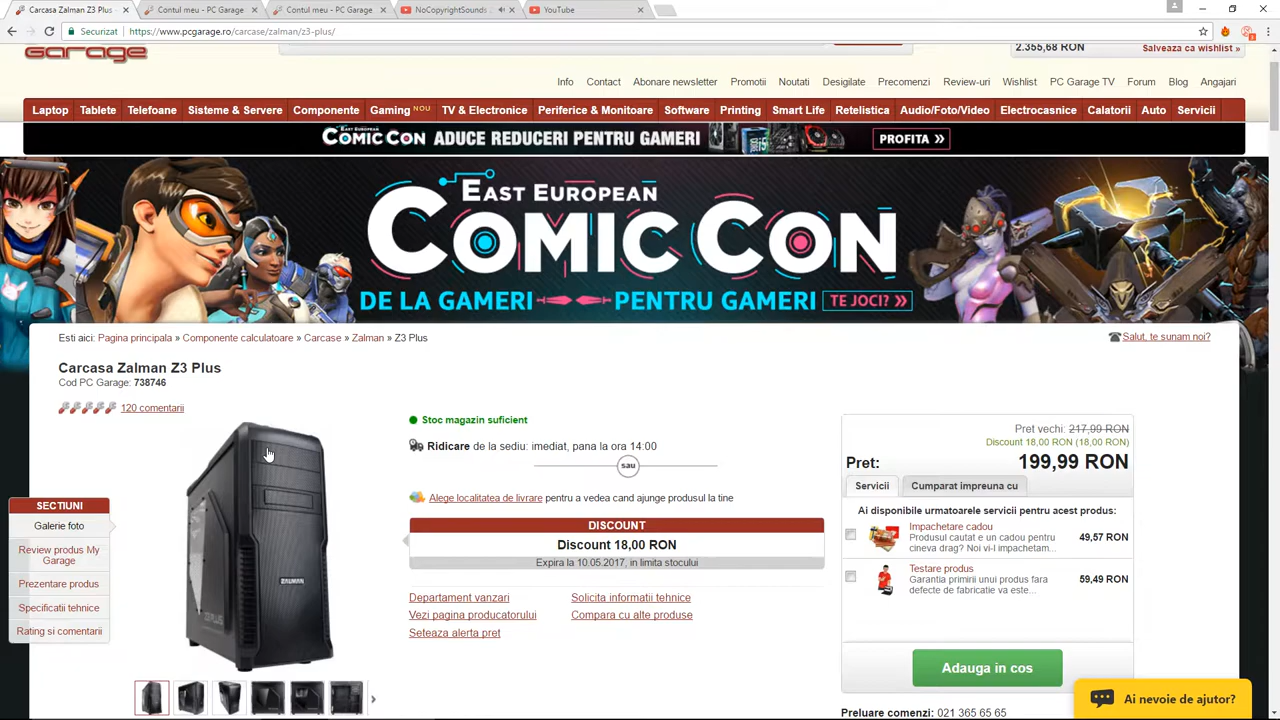 Carcasa Zalman Z3 Plus -
Contul meu - PC Garage
Contul meu - PC Garage
NoCopyrightSounds
YouTube
Securizat
https://www.pcgarage.ro/carcase/zalman/z3-plus/
Garage
2.355,68 RON
Salveaza ca wishlist »
Info
Contact
Abonare newsletter
Promotii
Noutati
Desigilate
Precomenzi
Review-uri
Wishlist
PC Garage TV
Forum
Blog
Angajari
Laptop
Tablete
Telefoane
Sisteme & Servere
Componente
Gaming NOU
TV & Electronice
Periferice & Monitoare
Software
Printing
Smart Life
Retelistica
Audio/Foto/Video
Electrocasnice
Calatorii
Auto
Servicii
EAST EUROPEAN
COMIC CON ADUCE REDUCERI PENTRU GAMERI
PROFITA »
EAST EUROPEAN
COMIC CON
DE LA GAMERI PENTRU GAMERI
TE JOCI? »
Esti aici: Pagina principala » Componente calculatoare » Carcase » Zalman » Z3 Plus
Salut, te sunam noi?
Carcasa Zalman Z3 Plus
Cod PC Garage: 738746
120 comentarii
ZALMAN
SECTIUNI
Galerie foto
Review produs My
Garage
Prezentare produs
Specificatii tehnice
Rating si comentarii
Stoc magazin suficient
Ridicare de la sediu: imediat, pana la ora 14:00
sau
Alege localitatea de livrare pentru a vedea cand ajunge produsul la tine
DISCOUNT
Discount 18,00 RON
Expira la 10.05.2017, in limita stocului
Departament vanzari
Solicita informatii tehnice
Vezi pagina producatorului
Compara cu alte produse
Seteaza alerta pret
Pret vechi: 217,99 RON
Discount 18,00 RON (18,00 RON)
Pret: 199,99 RON
Servicii
Cumparat impreuna cu
Ai disponibile urmatoarele servicii pentru acest produs:
Impachetare cadou
Produsul cautat e un cadou pentru
cineva drag? Noi vi-l impachetam...
49,57 RON
Testare produs
Garantia primirii unui produs fara
defecte de fabricatie va este...
59,49 RON
Adauga in cos
Ai nevoie de ajutor?
Preluare comenzi: 021 365 65 65